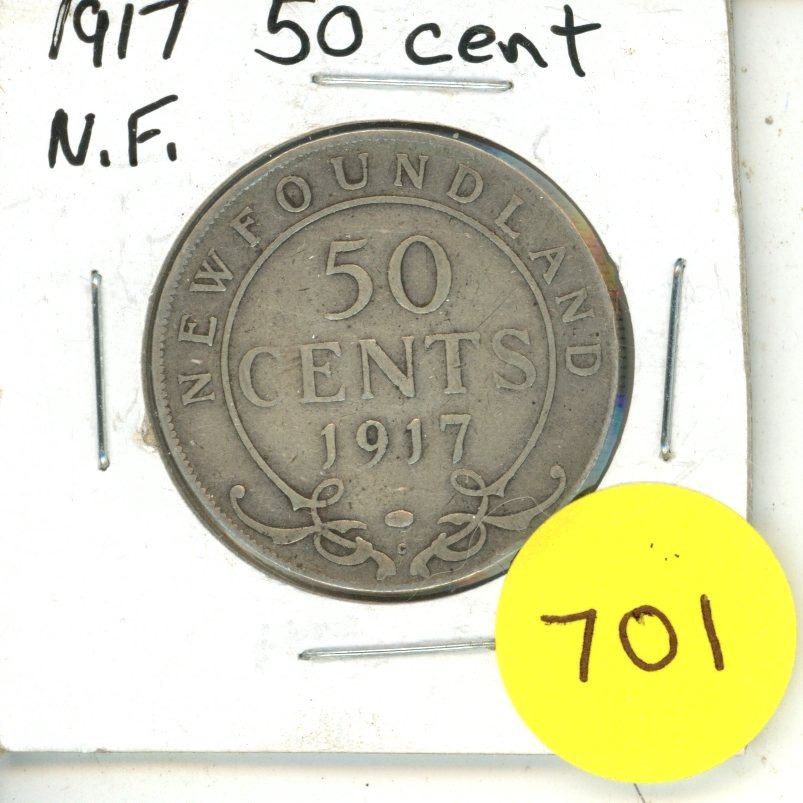 1917 50 cent
N.F.
NEWFOUNDLAND
50
CENTS
1917
C
701